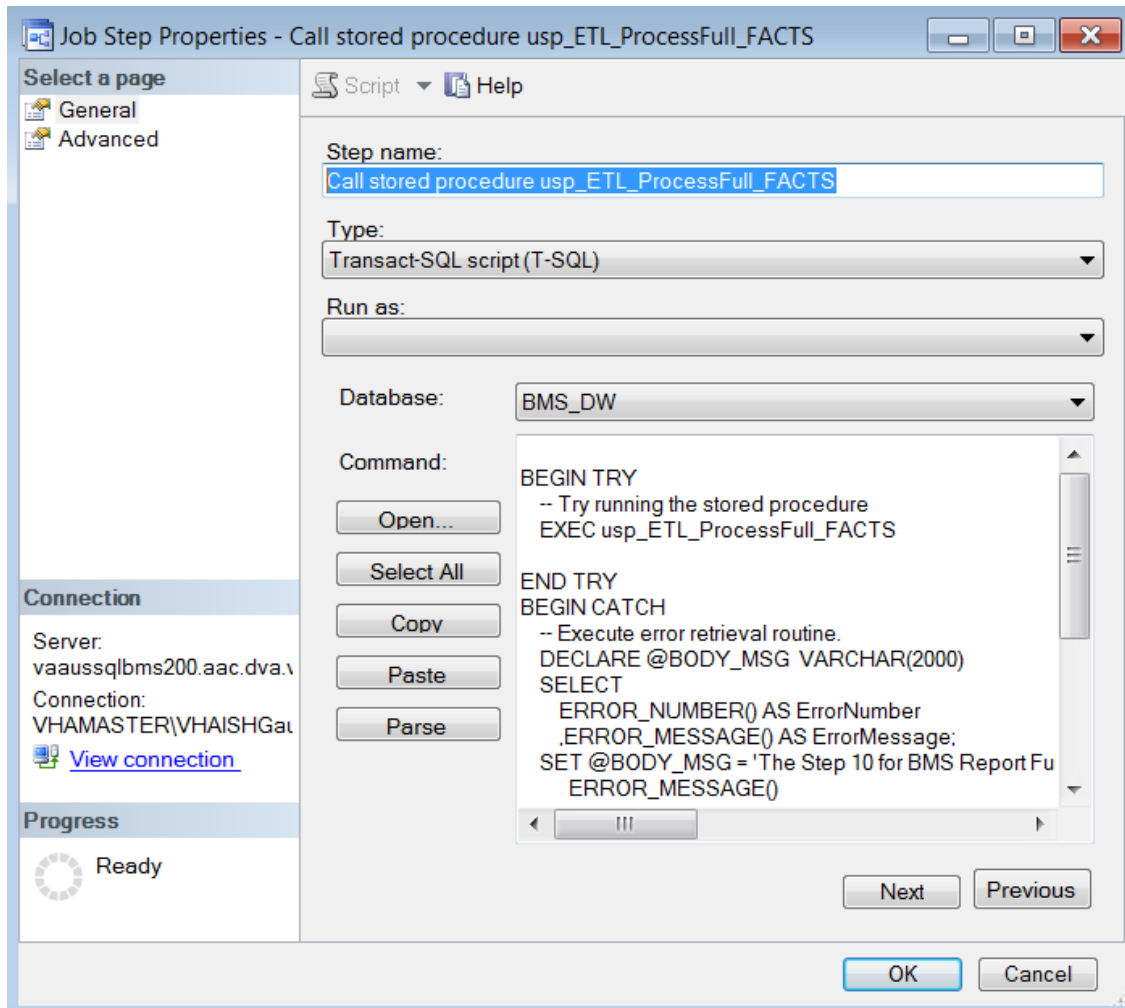 Job Step Properties - Call stored procedure usp_ETL_ProcessFull_FACTS
Select a page
General
Advanced
Script
Help
Step name:
Call stored procedure usp_ETL_ProcessFull_FACTS
Type:
Transact-SQL script (T-SQL)
Run as:
Database:
BMS_DW
Command:
Open...
Select All
Copy
Paste
Parse
BEGIN TRY
-- Try running the stored procedure
EXEC usp_ETL_ProcessFull_FACTS
END TRY
BEGIN CATCH
-- Execute error retrieval routine.
DECLARE @BODY_MSG VARCHAR(2000)
SELECT
ERROR_NUMBER() AS ErrorNumber
,ERROR_MESSAGE() AS ErrorMessage;
SET @BODY_MSG = 'The Step 10 for BMS Report Fu
ERROR_MESSAGE()
Connection
Server:
vaaussqlbms200.aac.dva.v
Connection:
VHAMASTER\VHAISHGau
View connection
Progress
Ready
Next
Previous
OK
Cancel